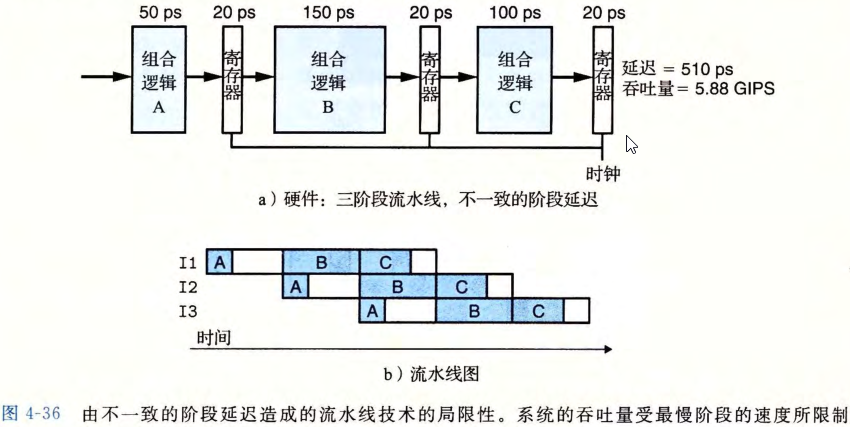 50 ps 20 ps 150 ps 20 ps 100 ps 20 ps
组合逻辑A 寄存器 组合逻辑B 寄存器 组合逻辑C 寄存器
延迟 = 510 ps
吞吐量 = 5.88 GIPS
时钟
a）硬件：三阶段流水线，不一致的阶段延迟
I1 A B C
I2 A B C
I3 A B C
时间
b）流水线图
图 4-36 由不一致的阶段延迟造成的流水线技术的局限性。系统的吞吐量受最慢阶段的速度所限制